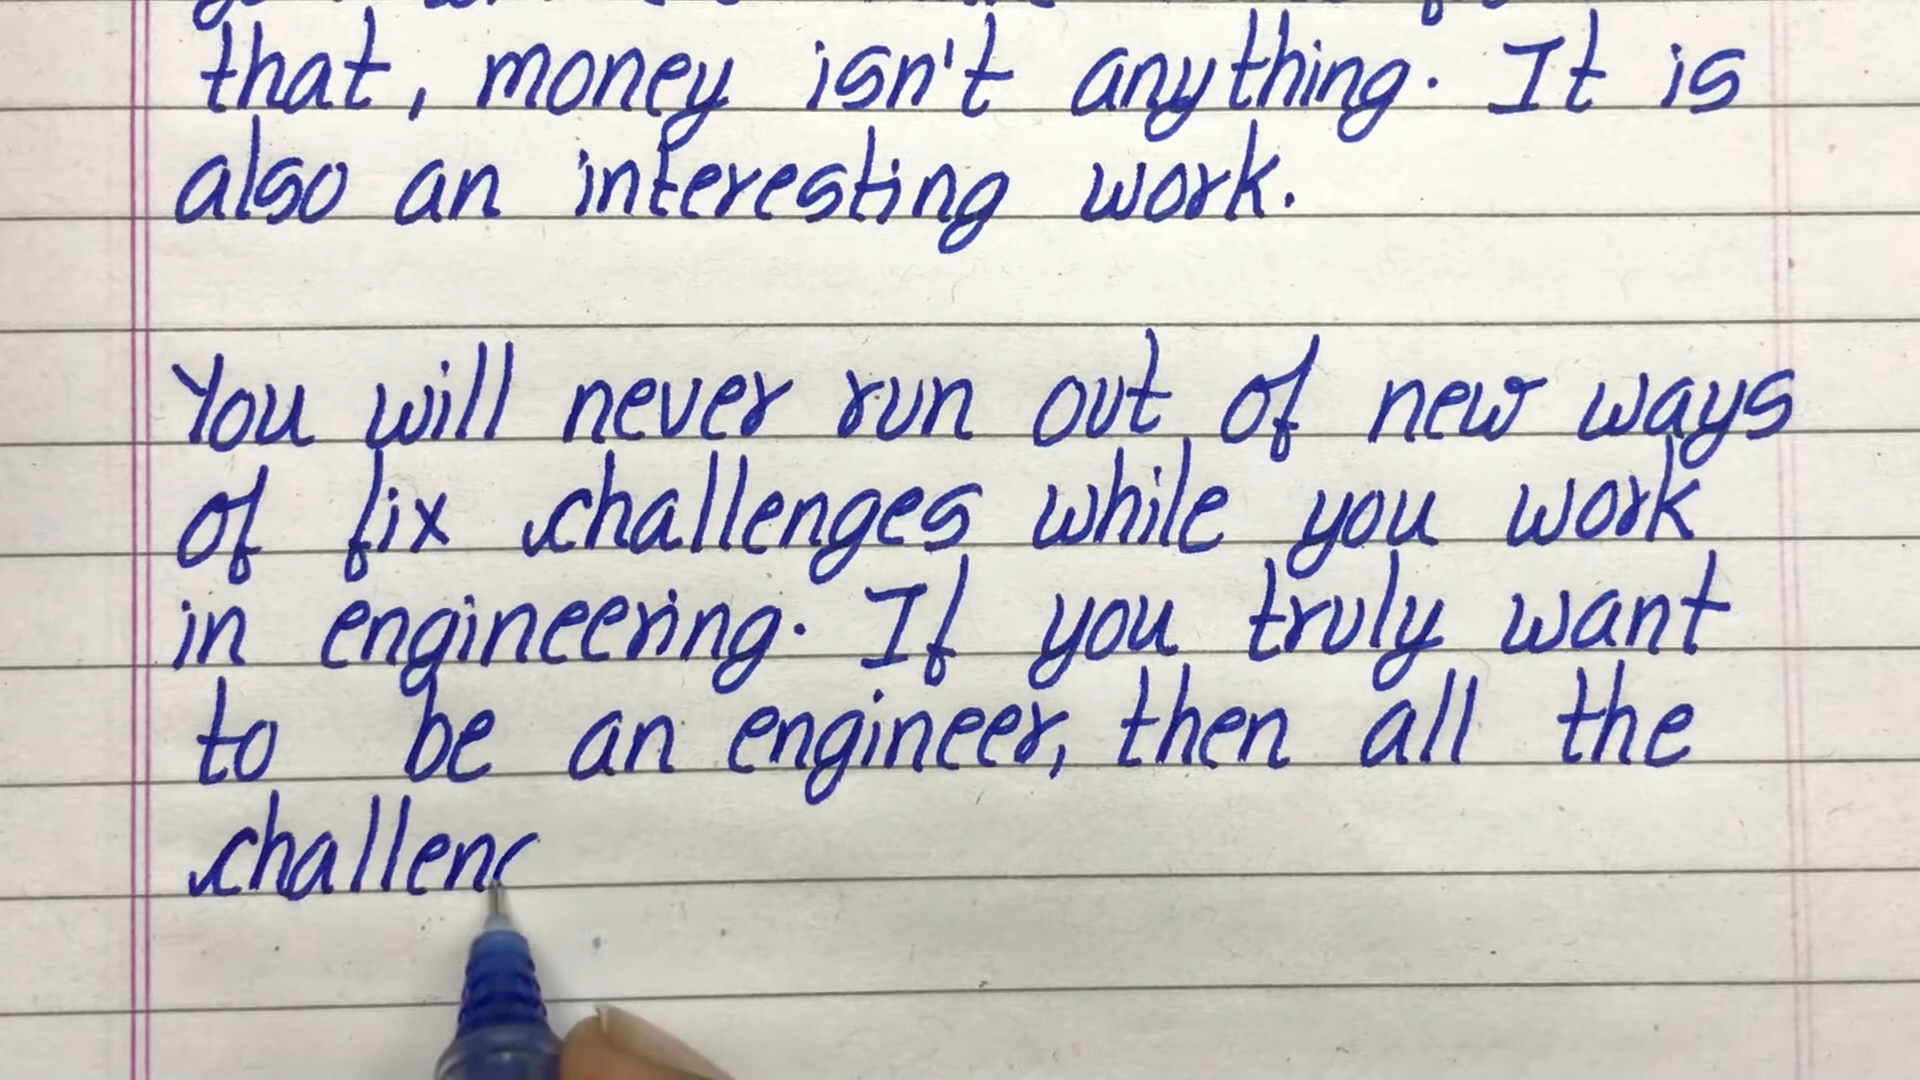 that, money isn't anything. It is
also an interesting work.
You will never run out of new ways
of fix challenges while you work
in engineering. If you truly want
to be an engineer, then all the
challen